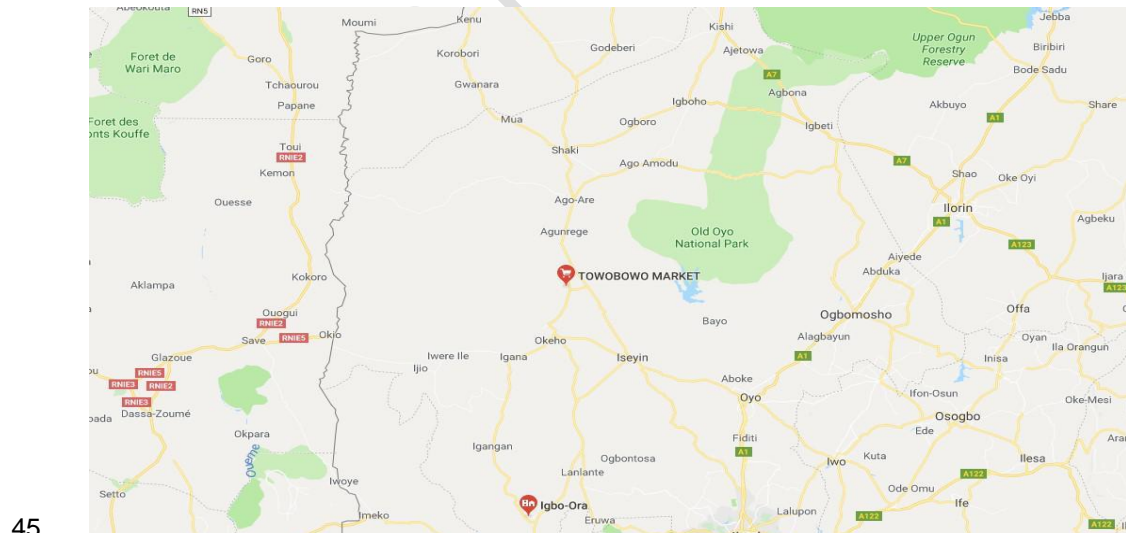 RN5
Moumi
Kenu
Kishi
Jebba
Foret de
Wari Maro
Goro
Korobori
Godeberi
Ajetowa
Upper Ogun
Forestry
Reserve
Biribiri
Bode Sadu
Tchaourou
Gwanara
A7
Agbona
Papane
Igboho
Akbuyo
Share
Mua
Ogboro
Igbeti
A1
Foret des
nts Kouffe
Toui
RNIE2
Shaki
Ago Amodu
A7
Kemon
Shao
Oke Oyi
Ouesse
Ago-Are
Ilorin
A1
Agbeku
Agunrege
Old Oyo
National Park
A123
Aiyede
TOWOBOWO MARKET
Abduka
Ijara
A123
Kokoro
Aklampa
Ouogui
RNIE2
Bayo
Ogbomosho
Offa
Save
RNIE5
Okio
Okeho
Alagbayun
Oyan
Ila Orangun
Glazoue
Iwere Ile
Igana
Iseyin
A1
Inisa
Ijio
RNIE5
RNIE3
RNIE2
Aboke
RNIE3
Oyo
Ifon-Osun
Oke-Mesi
Dassa-Zoumé
Osogbo
Okpara
Ede
Fiditi
Igangan
A1
Ogbontosa
Iwo
Kuta
Ilesa
Oueme
Lanlante
A122
Iwoye
Setto
Ode Omu
Igbo-Ora
Ife
Imeko
Eruwa
Lalupon
A122
A122
45